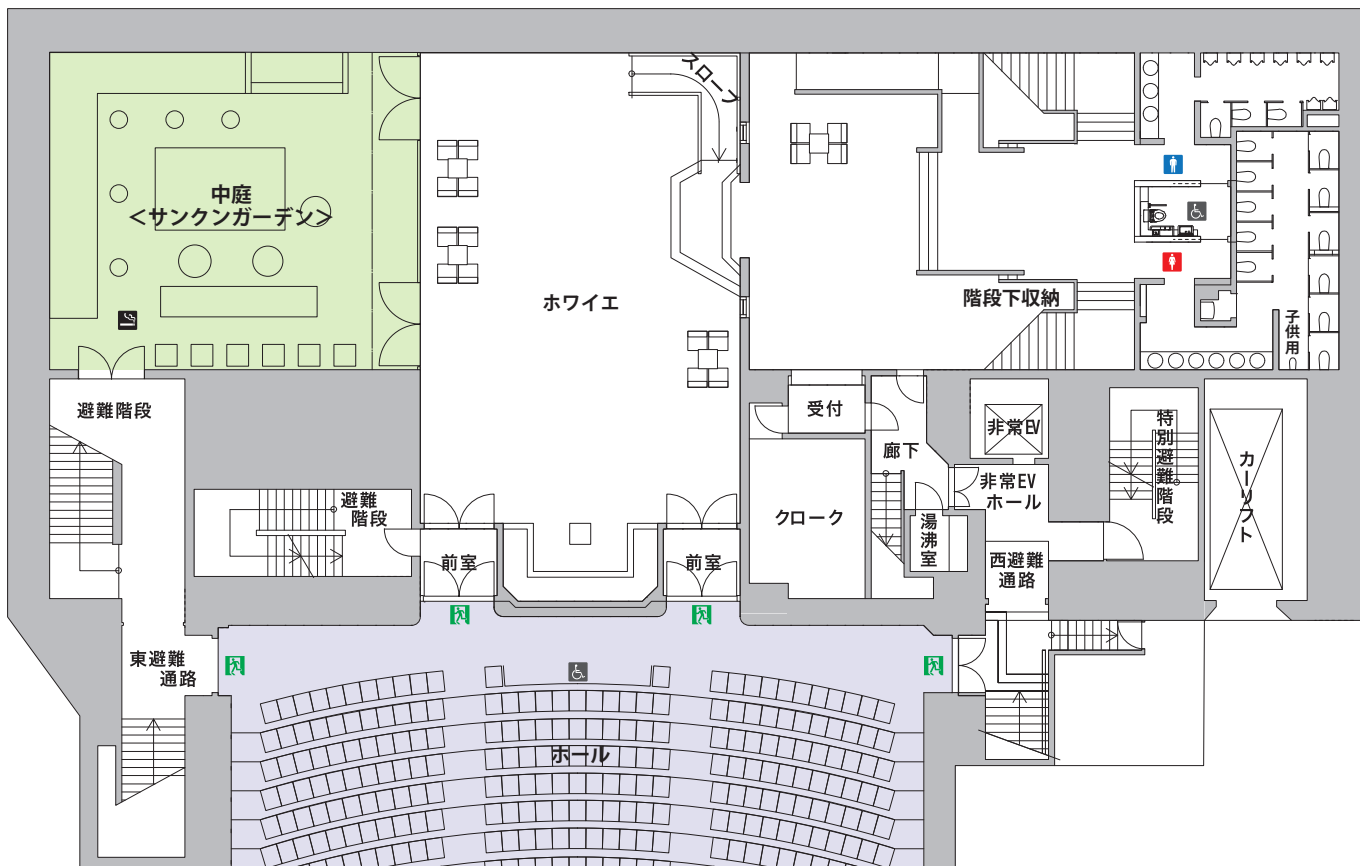 スロープ
中庭
＜サンクンガーデン＞
ホワイエ
階段下収納
子供用
避難階段
受付
非常EV
特別避難階段
カーリフト
廊下
非常EV
ホール
避難
階段
クローク
湯沸室
前室
前室
西避難
通路
東避難
通路
ホール